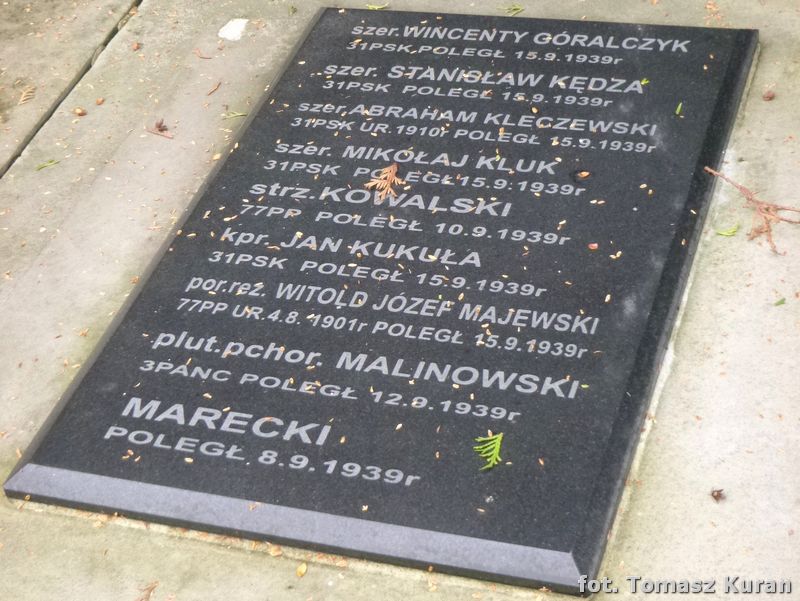 szer. WINCENTY GÓRALCZYK
31PSK POLEGŁ 15.9.1939r
szer. STANISŁAW KĘDZA
31PSK POLEGŁ 15.9.1939r
szer. ABRAHAM KLECZEWSKI
31PSK UR. 1910r POLEGŁ 15.9.1939r
szer. MIKOŁAJ KLUK
31PSK POLEGŁ 15.9.1939r
strz. KOWALSKI
77PP POLEGŁ 10.9.1939r
kpr. JAN KUKUŁA
31PSK POLEGŁ 15.9.1939r
por.rez. WITOLD JÓZEF MAJEWSKI
77PP UR.4.8. 1901r POLEGŁ 15.9.1939r
plut.pchor. MALINOWSKI
3PANC POLEGŁ 12.9.1939r
MARECKI
POLEGŁ 8.9.1939r
fot. Tomasz Kuran